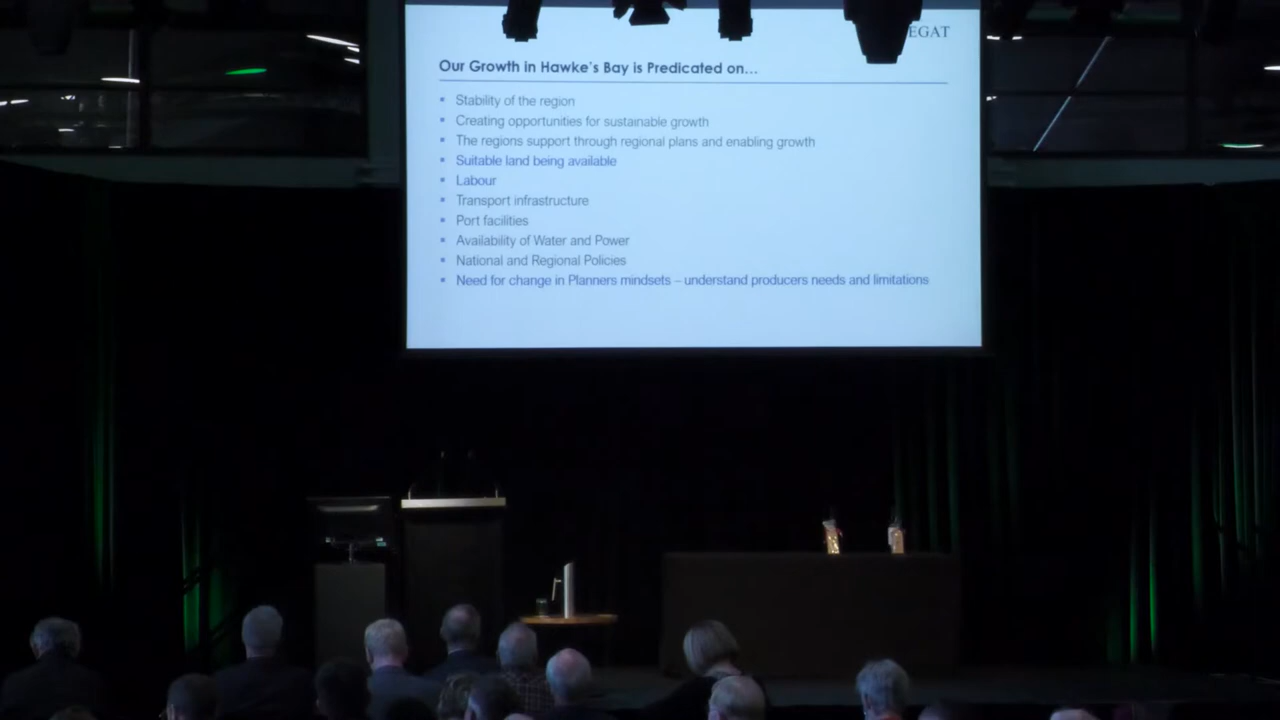 EGAT
Our Growth in Hawke's Bay is Predicated on...
▪ Stability of the region
▪ Creating opportunities for sustainable growth
▪ The regions support through regional plans and enabling growth
▪ Suitable land being available
▪ Labour
▪ Transport infrastructure
▪ Port facilities
▪ Availability of Water and Power
▪ National and Regional Policies
▪ Need for change in Planners mindsets – understand producers needs and limitations